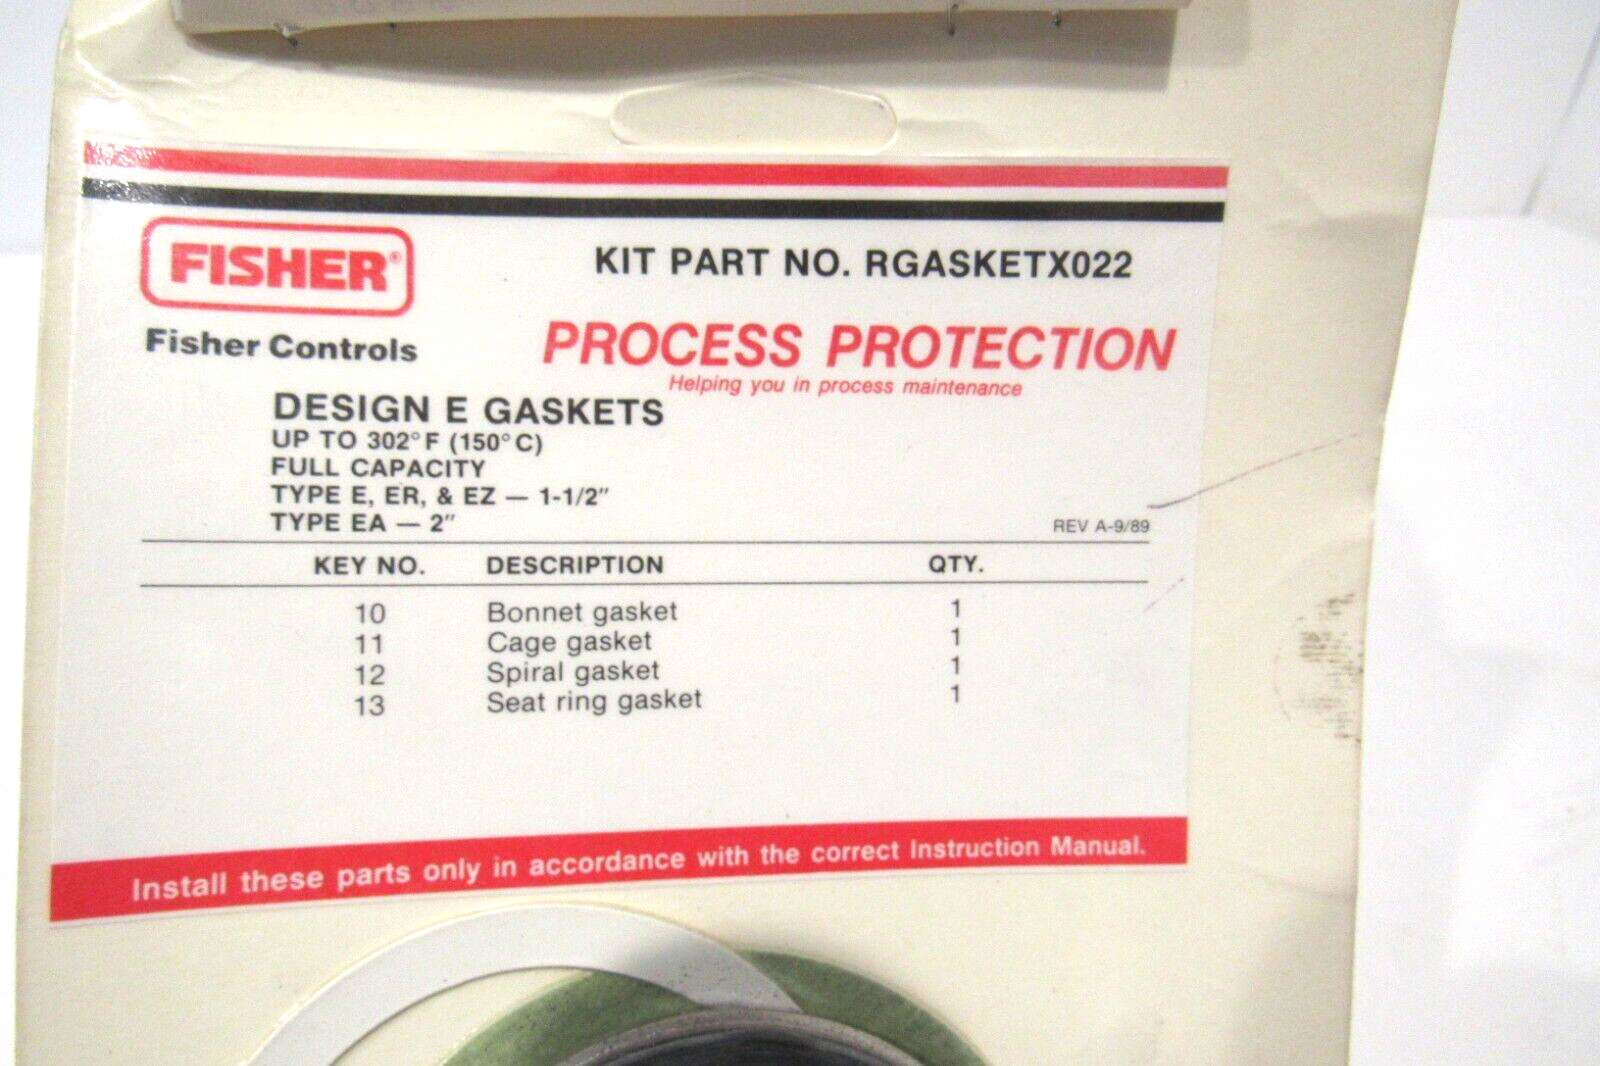 FISHER®
KIT PART NO. RGASKETX022
Fisher Controls
PROCESS PROTECTION
Helping you in process maintenance
DESIGN E GASKETS
UP TO 302°F (150°C)
FULL CAPACITY
TYPE E, ER, & EZ — 1-1/2"
TYPE EA — 2"
REV A-9/89
KEY NO. DESCRIPTION QTY.
10 Bonnet gasket 1
11 Cage gasket 1
12 Spiral gasket 1
13 Seat ring gasket 1
Install these parts only in accordance with the correct Instruction Manual.